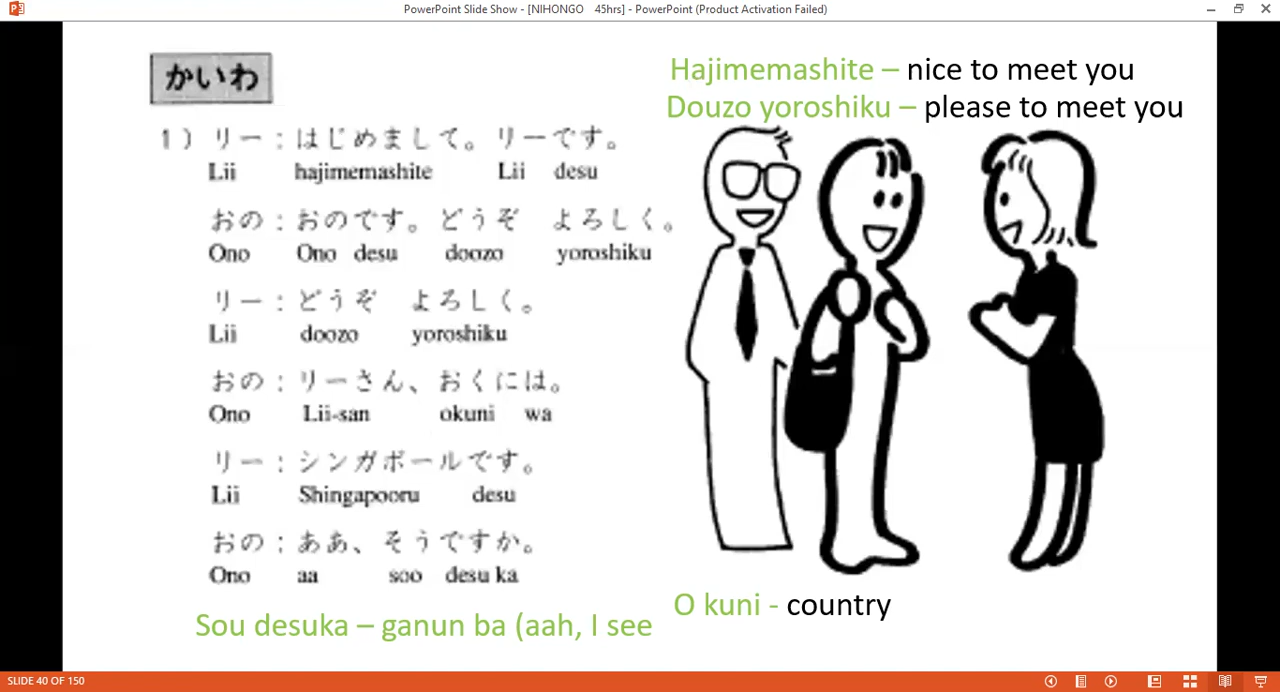 PowerPoint Slide Show - [NIHONGO 45hrs] - PowerPoint (Product Activation Failed)
かいわ
Hajimemashite – nice to meet you
Douzo yoroshiku – please to meet you
1) リー：はじめまして。リーです。
Lii hajimemashite Lii desu
おの：おのです。どうぞ よろしく。
Ono Ono desu doozo yoroshiku
リー：どうぞ よろしく。
Lii doozo yoroshiku
おの：リーさん、おくには。
Ono Lii-san okuni wa
リー：シンガポールです。
Lii Shingapooru desu
おの：ああ、そうですか。
Ono aa soo desu ka
Sou desuka – ganun ba (aah, I see
O kuni - country
SLIDE 40 OF 150